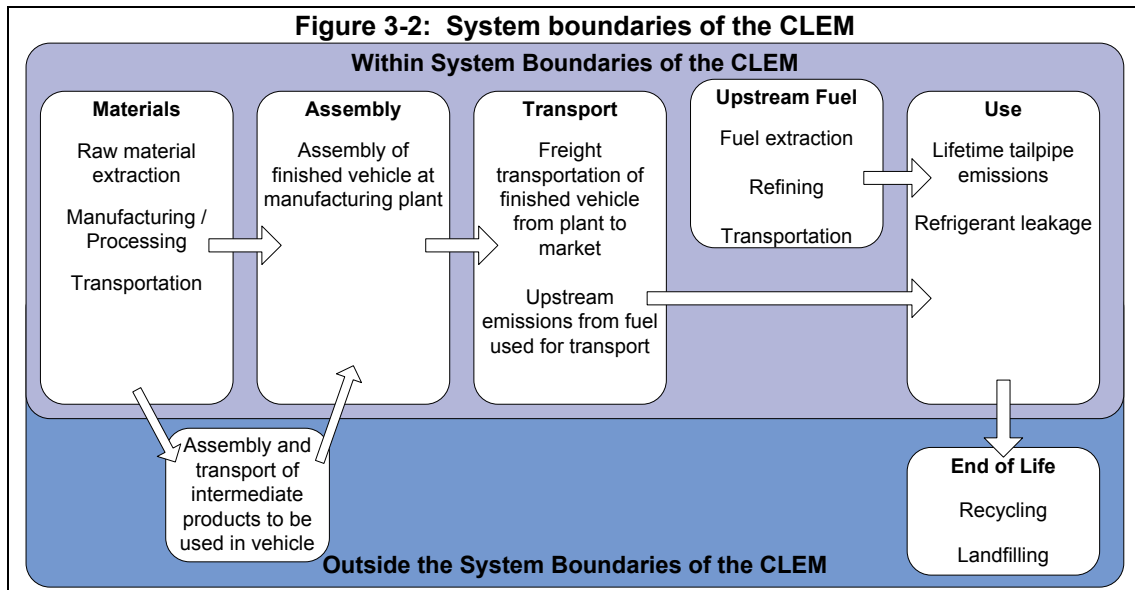 Figure 3-2: System boundaries of the CLEM
Within System Boundaries of the CLEM
Materials
Raw material
extraction
Manufacturing /
Processing
Transportation
Assembly
Assembly of
finished vehicle at
manufacturing plant
Transport
Freight
transportation of
finished vehicle
from plant to
market
Upstream
emissions from fuel
used for transport
Upstream Fuel
Fuel extraction
Refining
Transportation
Use
Lifetime tailpipe
emissions
Refrigerant leakage
Assembly and
transport of
intermediate
products to be
used in vehicle
End of Life
Recycling
Landfilling
Outside the System Boundaries of the CLEM